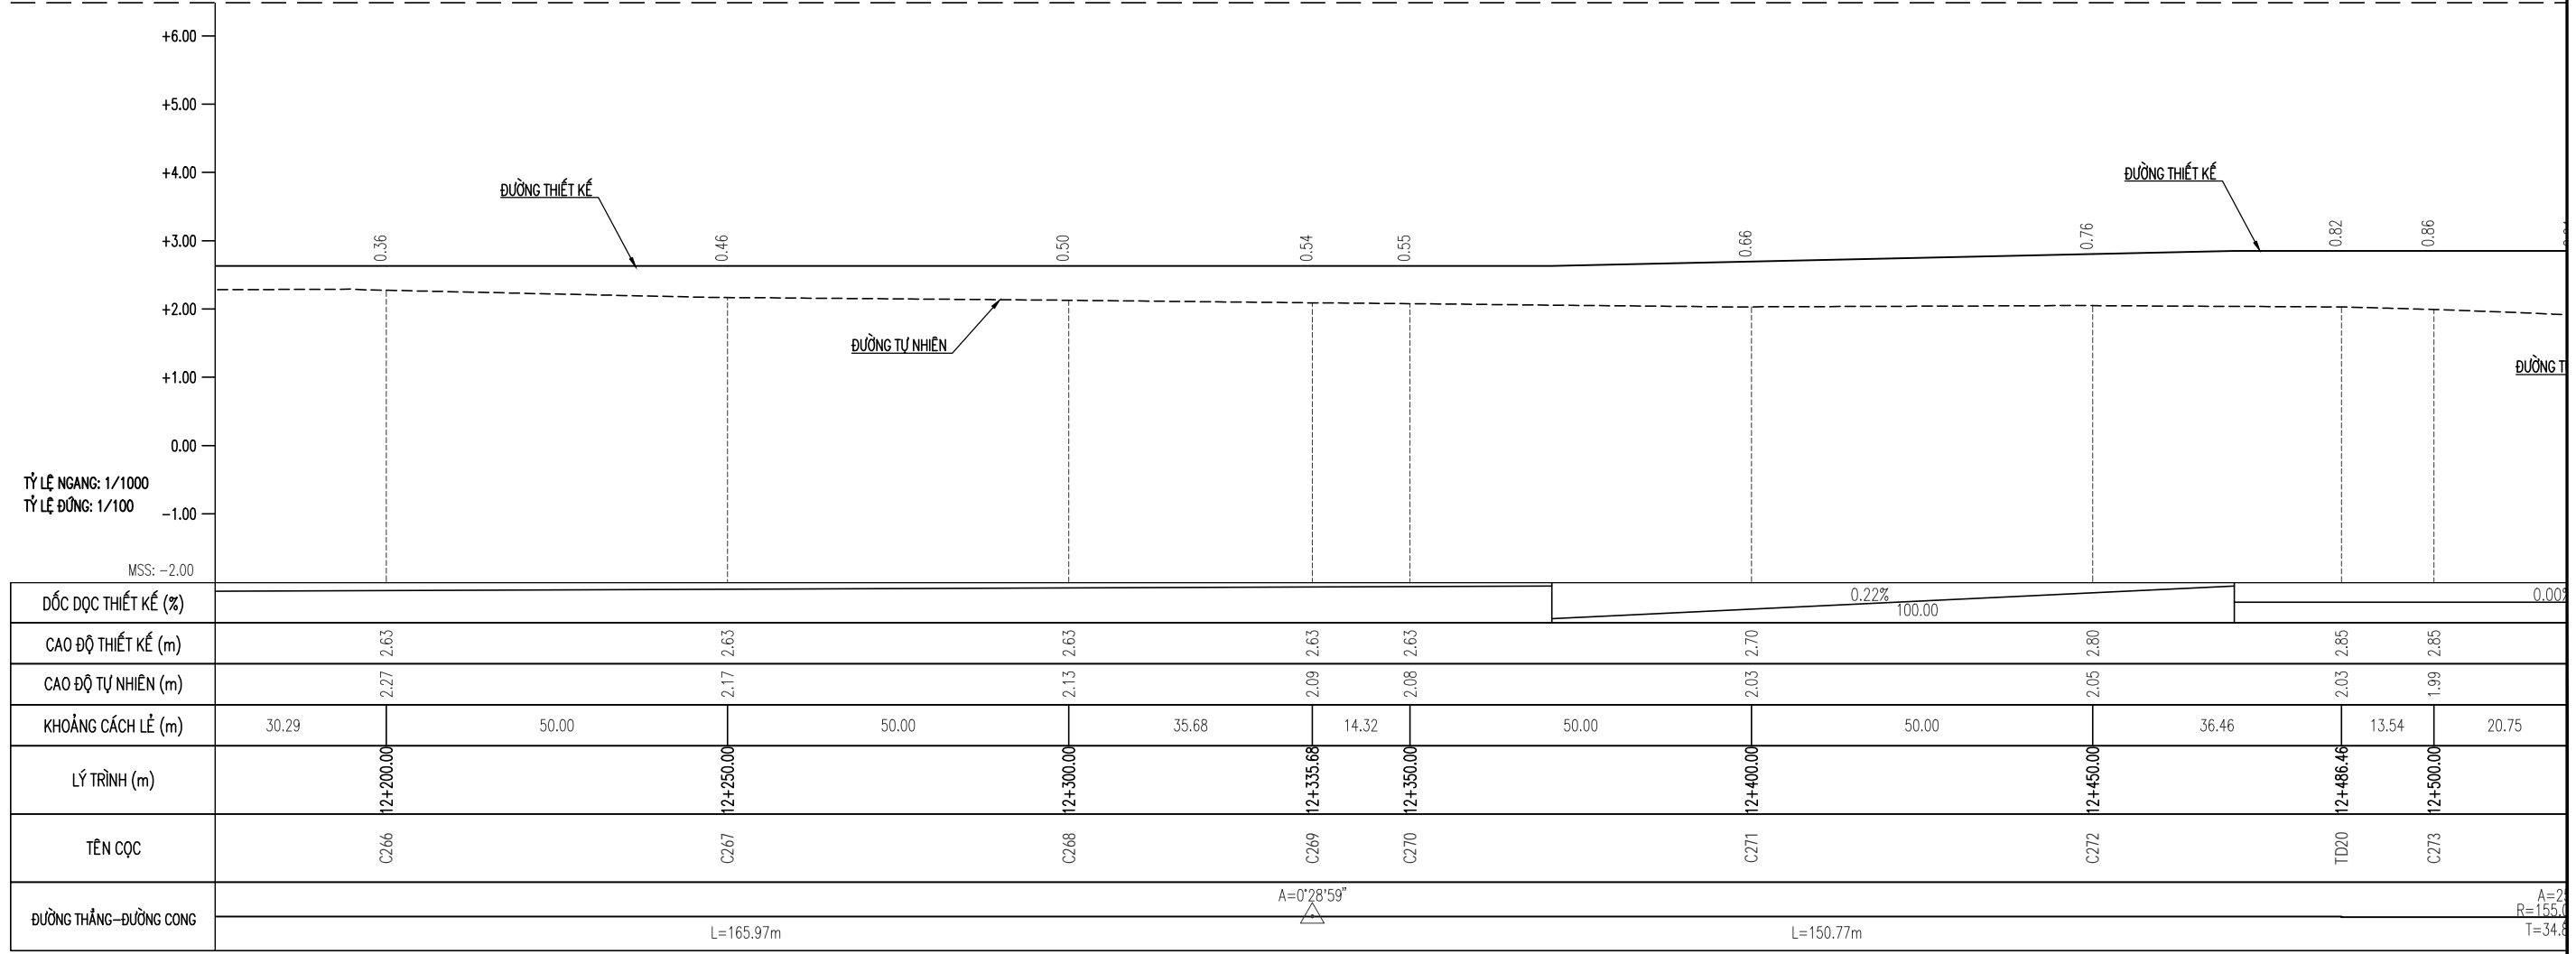 +6.00
+5.00
+4.00
+3.00
+2.00
+1.00
0.00
-1.00
ĐƯỜNG THIẾT KẾ
ĐƯỜNG THIẾT KẾ
0.36 0.46 0.50 0.54 0.55 0.66 0.76 0.82 0.86
ĐƯỜNG TỰ NHIÊN
ĐƯỜNG T
TỶ LỆ NGANG: 1/1000
TỶ LỆ ĐỨNG: 1/100
MSS: -2.00
DỐC DỌC THIẾT KẾ (%) 0.22% 100.00 0.00%
CAO ĐỘ THIẾT KẾ (m) 2.63 2.63 2.63 2.63 2.63 2.70 2.80 2.85 2.85
CAO ĐỘ TỰ NHIÊN (m) 2.27 2.17 2.13 2.09 2.08 2.03 2.05 2.03 1.99
KHOẢNG CÁCH LẺ (m) 30.29 50.00 50.00 35.68 14.32 50.00 50.00 36.46 13.54 20.75
LÝ TRÌNH (m) 12+200.00 12+250.00 12+300.00 12+335.68 12+350.00 12+400.00 12+450.00 12+486.46 12+500.00
TÊN CỌC C266 C267 C268 C269 C270 C271 C272 TD20 C273
ĐƯỜNG THẲNG-ĐƯỜNG CONG
A=0°28'59"
L=165.97m
L=150.77m
A=2
R=155.
T=34.